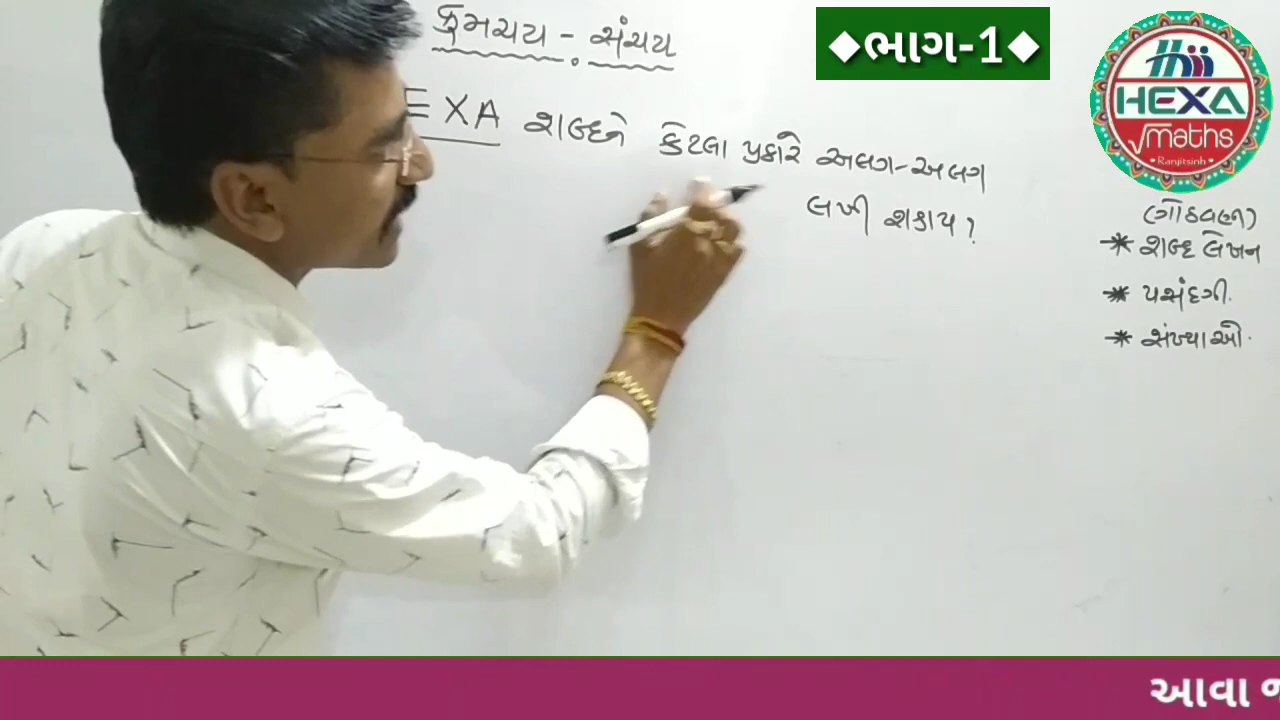 ક્રમચય - સંચય
◆ભાગ-1◆
HEXA
maths
Ranjitsinh
EXA શબ્દને કેટલા પ્રકારે અલગ-અલગ
લખી શકાય?
(ગોઠવણ)
* શબ્દ લેખન
* પસંદગી.
* સંખ્યાઓ.
આવા